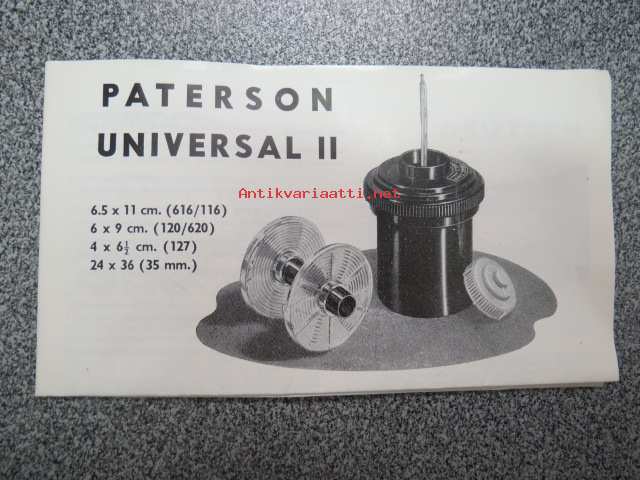 PATERSON
UNIVERSAL II
Antikvariaatti.net
6.5 x 11 cm. (616/116)
6 x 9 cm. (120/620)
4 x 6½ cm. (127)
24 x 36 (35 mm.)